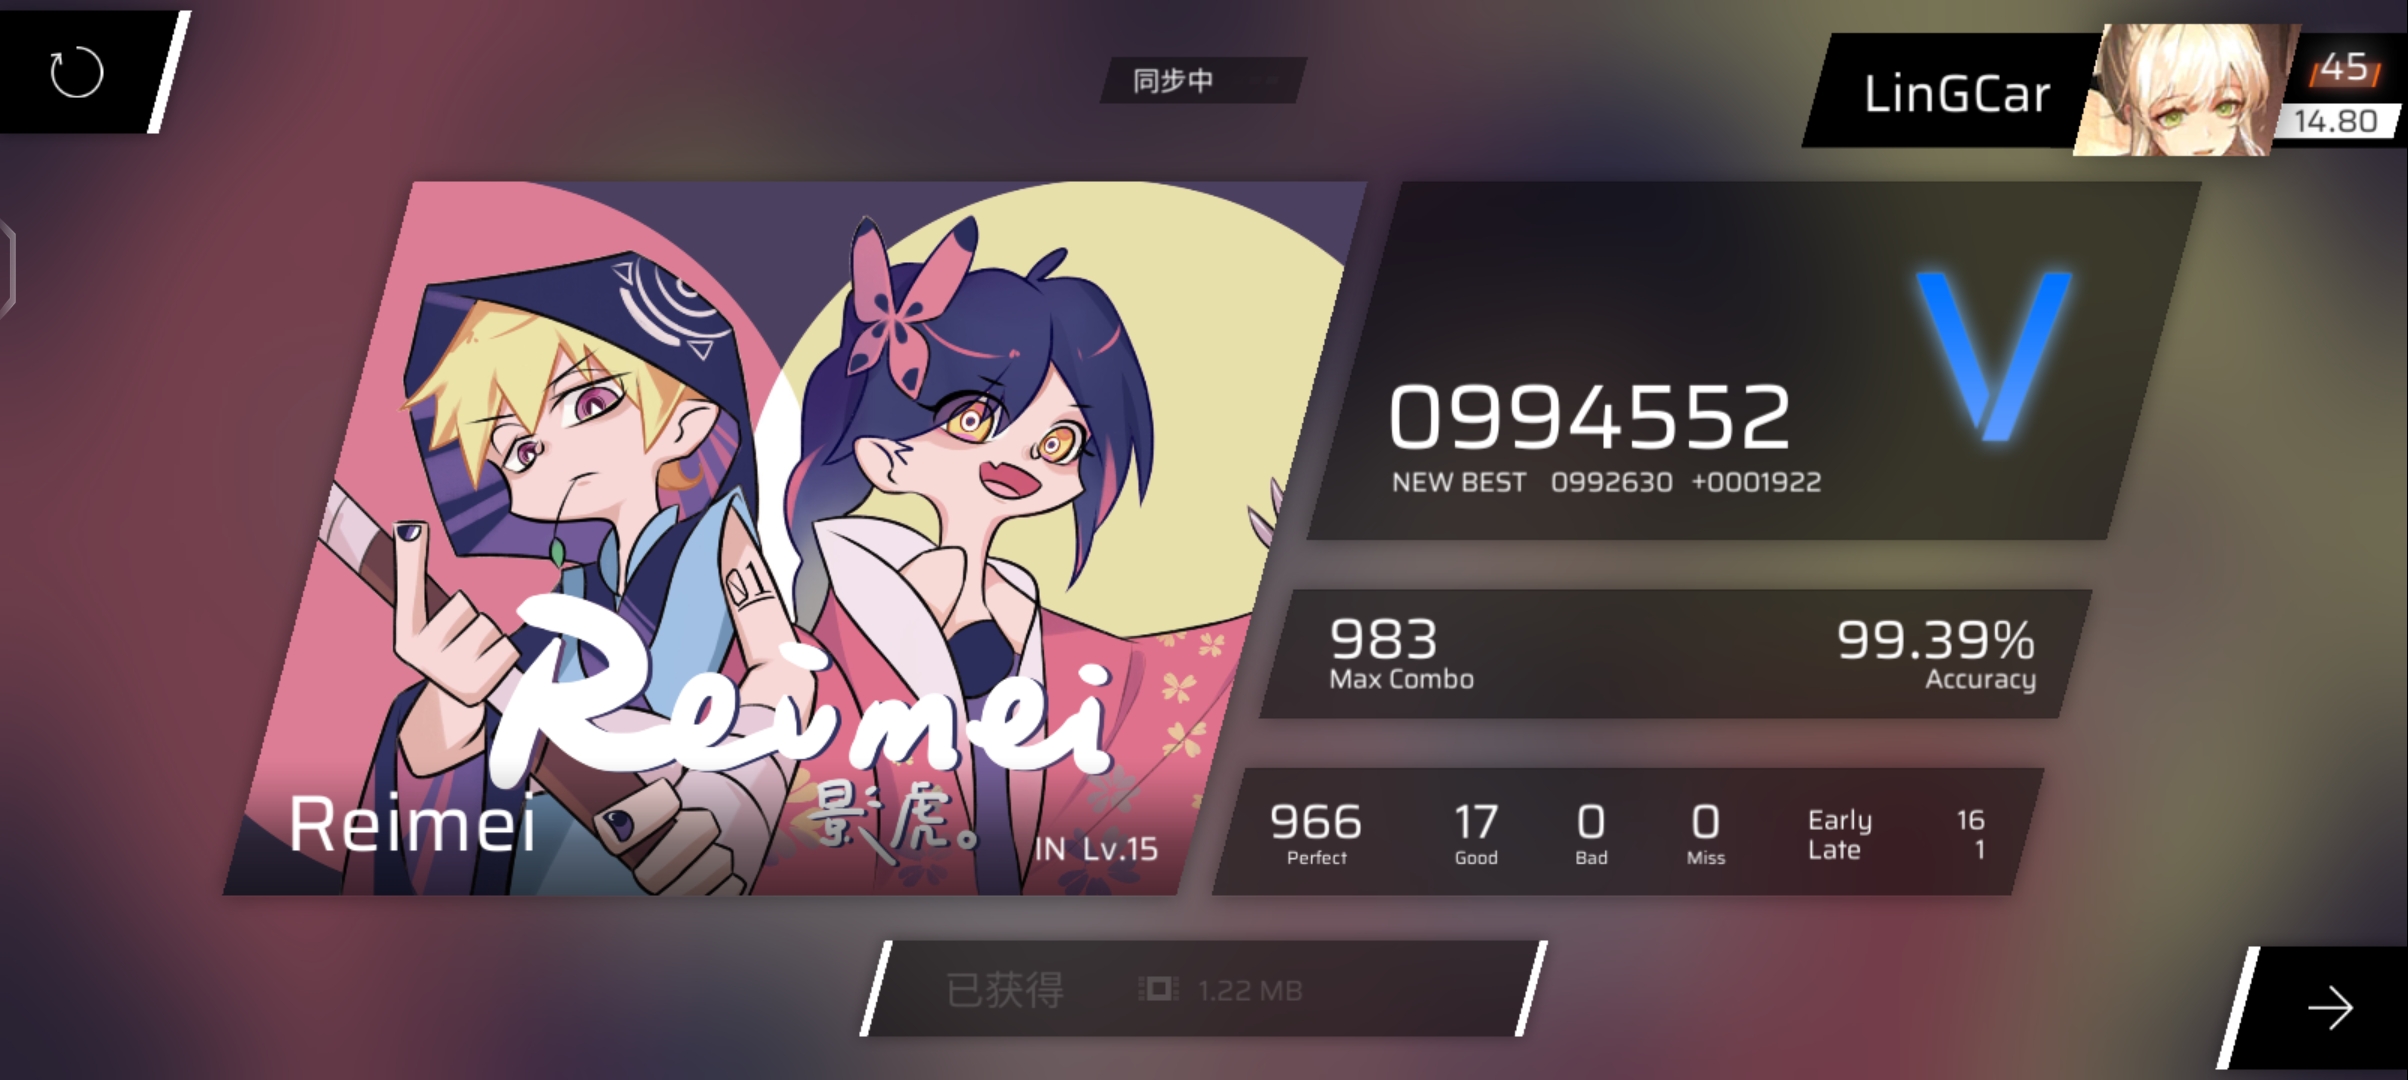 同步中
LinGCar
45
14.80
0994552
NEW BEST 0992630 +0001922
983
Max Combo
99.39%
Accuracy
01
Reimei
影虎。
Reimei
IN Lv.15
966 17 0 0
Perfect Good Bad Miss
Early 16
Late 1
已获得 1.22 MB